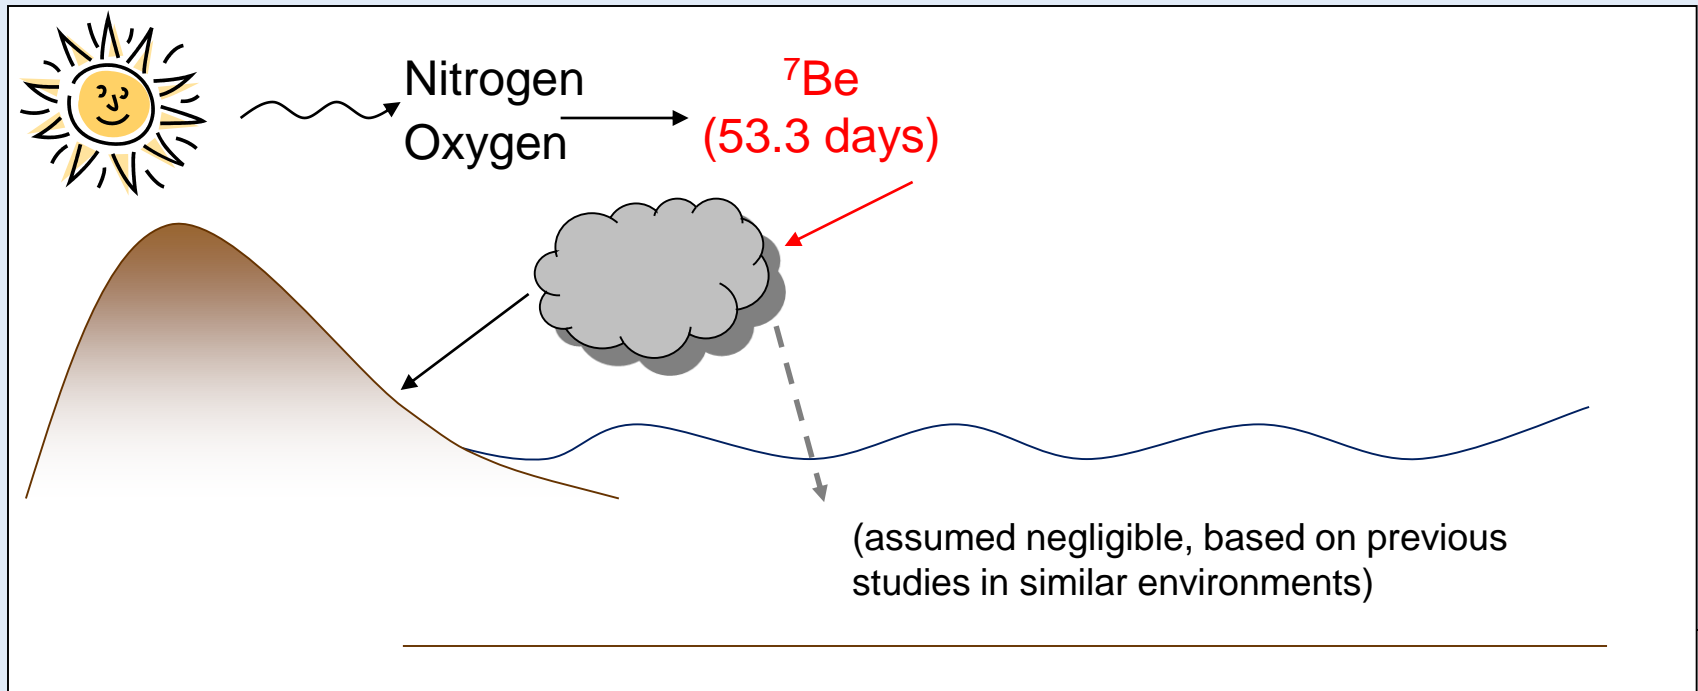 Nitrogen
Oxygen
⁷Be
(53.3 days)
(assumed negligible, based on previous
studies in similar environments)